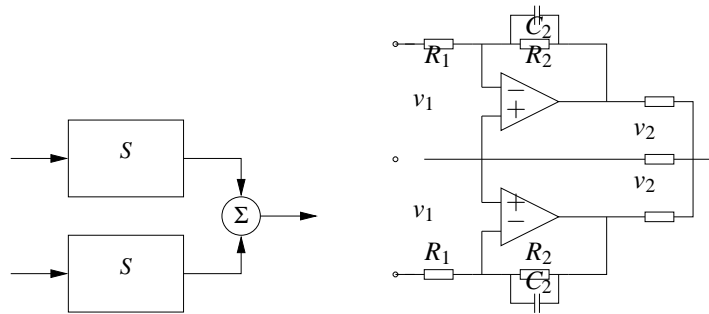 S
Σ
S
C₂
R₁
R₂
v₁
−
+
v₂
v₂
v₁
+
−
R₁
R₂
C₂